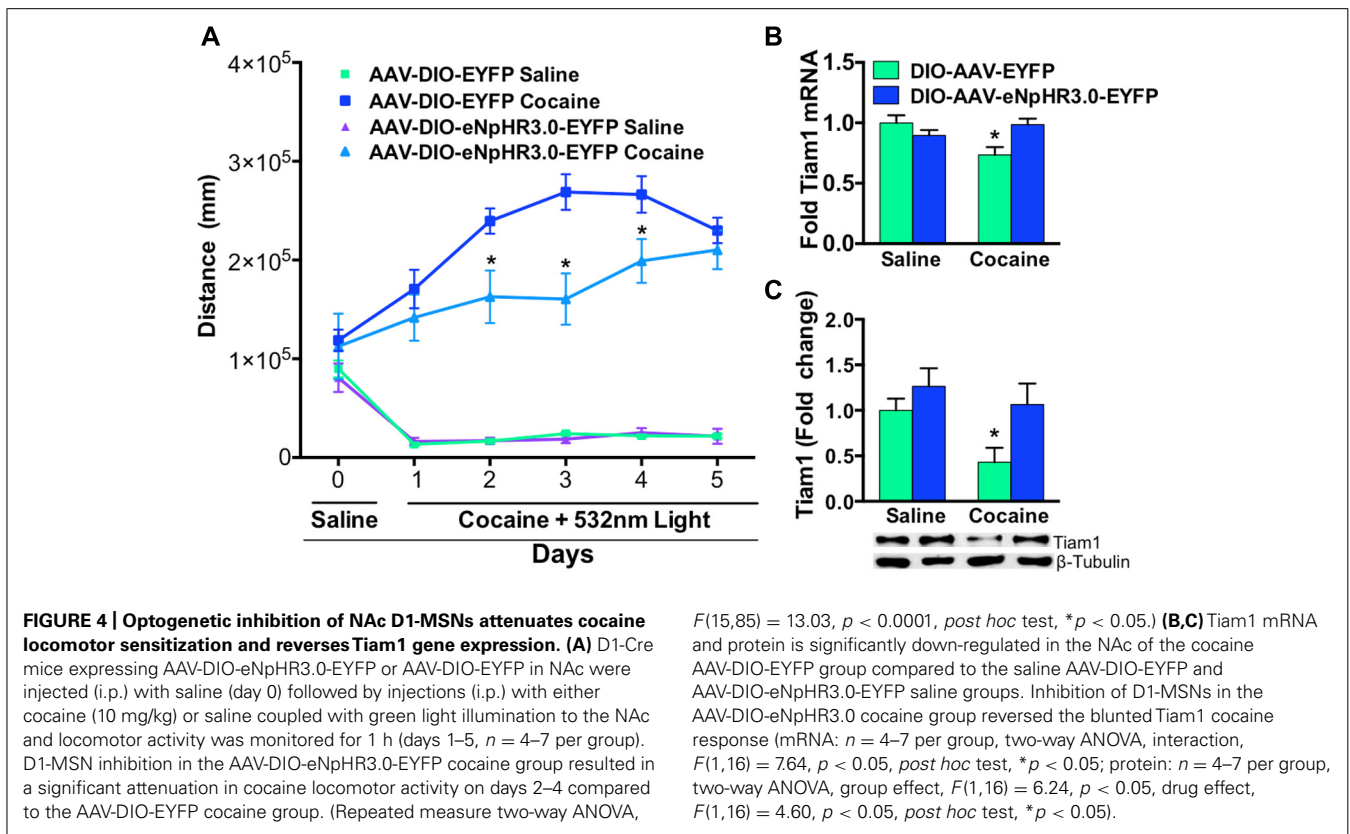 A
4×10⁵
3×10⁵
2×10⁵
1×10⁵
0
Distance (mm)
AAV-DIO-EYFP Saline
AAV-DIO-EYFP Cocaine
AAV-DIO-eNpHR3.0-EYFP Saline
AAV-DIO-eNpHR3.0-EYFP Cocaine
* * *
0 1 2 3 4 5
Saline Cocaine + 532nm Light
Days
B
1.5
1.0
0.5
0.0
Fold Tiam1 mRNA
DIO-AAV-EYFP
DIO-AAV-eNpHR3.0-EYFP
*
Saline Cocaine
C
2.0
1.5
1.0
0.5
0.0
Tiam1 (Fold change)
*
Saline Cocaine
Tiam1
β-Tubulin
FIGURE 4 | Optogenetic inhibition of NAc D1-MSNs attenuates cocaine
locomotor sensitization and reverses Tiam1 gene expression. (A) D1-Cre
mice expressing AAV-DIO-eNpHR3.0-EYFP or AAV-DIO-EYFP in NAc were
injected (i.p.) with saline (day 0) followed by injections (i.p.) with either
cocaine (10 mg/kg) or saline coupled with green light illumination to the NAc
and locomotor activity was monitored for 1 h (days 1–5, n = 4–7 per group).
D1-MSN inhibition in the AAV-DIO-eNpHR3.0-EYFP cocaine group resulted in
a significant attenuation in cocaine locomotor activity on days 2–4 compared
to the AAV-DIO-EYFP cocaine group. (Repeated measure two-way ANOVA,
F(15,85) = 13.03, p < 0.0001, post hoc test, *p < 0.05.) (B,C) Tiam1 mRNA
and protein is significantly down-regulated in the NAc of the cocaine
AAV-DIO-EYFP group compared to the saline AAV-DIO-EYFP and
AAV-DIO-eNpHR3.0-EYFP saline groups. Inhibition of D1-MSNs in the
AAV-DIO-eNpHR3.0 cocaine group reversed the blunted Tiam1 cocaine
response (mRNA: n = 4–7 per group, two-way ANOVA, interaction,
F(1,16) = 7.64, p < 0.05, post hoc test, *p < 0.05; protein: n = 4–7 per group,
two-way ANOVA, group effect, F(1,16) = 6.24, p < 0.05, drug effect,
F(1,16) = 4.60, p < 0.05, post hoc test, *p < 0.05).